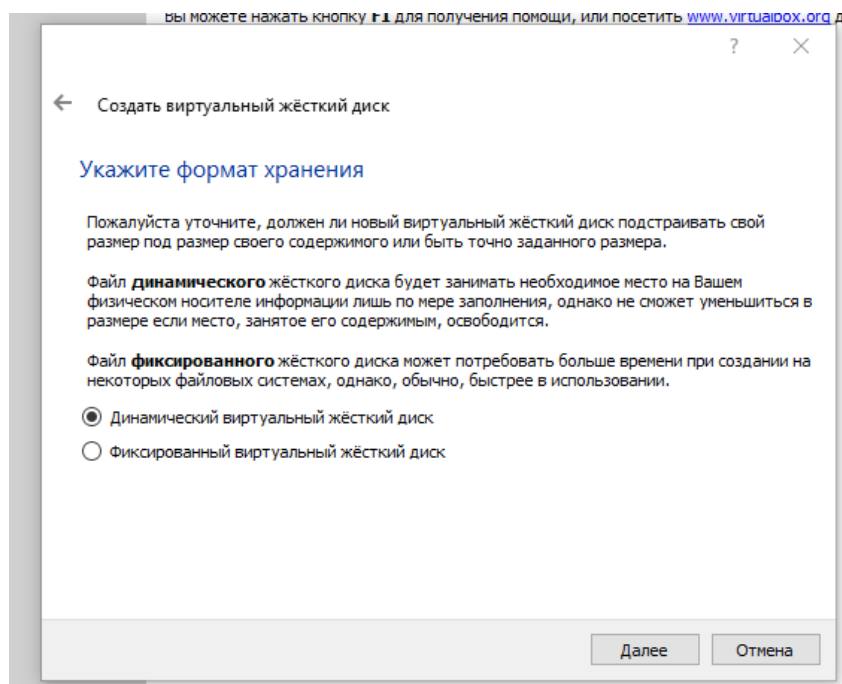 Вы можете нажать кнопку F1 для получения помощи, или посетить www.virtualbox.org д
?
Создать виртуальный жёсткий диск
Укажите формат хранения
Пожалуйста уточните, должен ли новый виртуальный жёсткий диск подстраивать свой
размер под размер своего содержимого или быть точно заданного размера.
Файл динамического жёсткого диска будет занимать необходимое место на Вашем
физическом носителе информации лишь по мере заполнения, однако не сможет уменьшиться в
размере если место, занятое его содержимым, освободится.
Файл фиксированного жёсткого диска может потребовать больше времени при создании на
некоторых файловых системах, однако, обычно, быстрее в использовании.
Динамический виртуальный жёсткий диск
Фиксированный виртуальный жёсткий диск
Далее Отмена